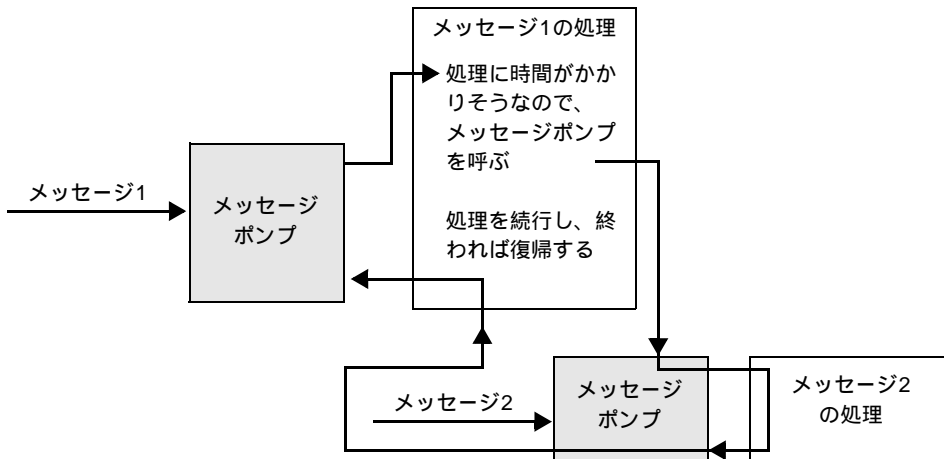 メッセージ1の処理
処理に時間がかか
りそうなので、
メッセージポンプ
を呼ぶ
メッセージ1
メッセージ
ポンプ
処理を続行し、終
われば復帰する
メッセージ2
メッセージ
ポンプ
メッセージ2
の処理